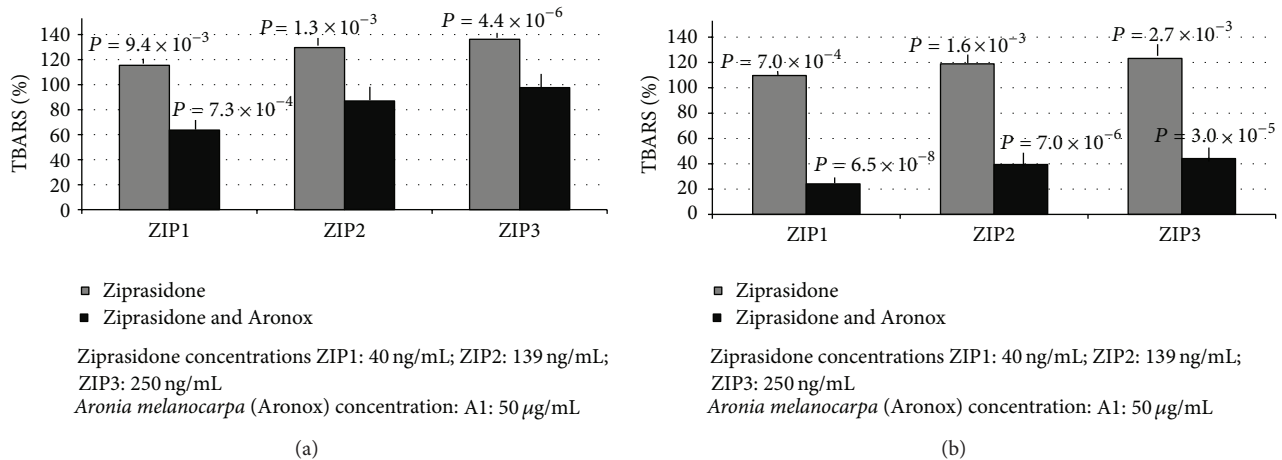 P = 9.4 × 10⁻³
P = 1.3 × 10⁻³
P = 4.4 × 10⁻⁶
P = 7.3 × 10⁻⁴
TBARS (%)
140
120
100
80
60
40
20
0
ZIP1 ZIP2 ZIP3
Ziprasidone
Ziprasidone and Aronox
Ziprasidone concentrations ZIP1: 40 ng/mL; ZIP2: 139 ng/mL;
ZIP3: 250 ng/mL
Aronia melanocarpa (Aronox) concentration: A1: 50 μg/mL
(a)
P = 7.0 × 10⁻⁴
P = 1.6 × 10⁻³
P = 2.7 × 10⁻³
P = 6.5 × 10⁻⁸
P = 7.0 × 10⁻⁶
P = 3.0 × 10⁻⁵
TBARS (%)
140
120
100
80
60
40
20
0
ZIP1 ZIP2 ZIP3
Ziprasidone
Ziprasidone and Aronox
Ziprasidone concentrations ZIP1: 40 ng/mL; ZIP2: 139 ng/mL;
ZIP3: 250 ng/mL
Aronia melanocarpa (Aronox) concentration: A1: 50 μg/mL
(b)